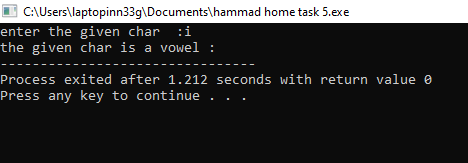 C:\Users\laptopinn33g\Documents\hammad home task 5.exe
enter the given char  :i
the given char is a vowel :
--------------------------------
Process exited after 1.212 seconds with return value 0
Press any key to continue . . .